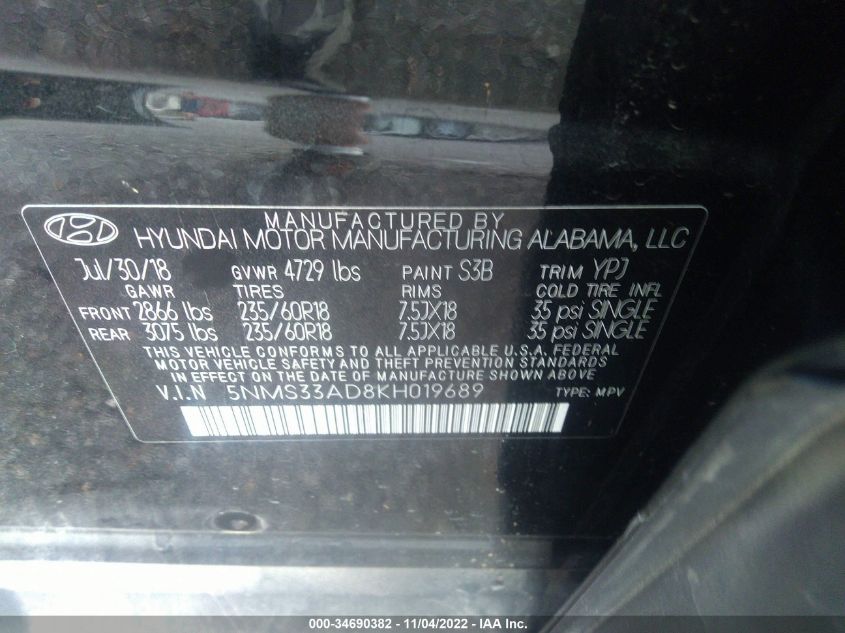 MANUFACTURED BY
HYUNDAI MOTOR MANUFACTURING ALABAMA, LLC
Jul/30/18 GVWR 4729 lbs PAINT S3B TRIM YPJ
GAWR TIRES RIMS COLD TIRE INFL
FRONT 2866 lbs 235/60R18 7.5JX18 35 psi SINGLE
REAR 3075 lbs 235/60R18 7.5JX18 35 psi SINGLE
THIS VEHICLE CONFORMS TO ALL APPLICABLE U.S.A. FEDERAL
MOTOR VEHICLE SAFETY AND THEFT PREVENTION STANDARDS
IN EFFECT ON THE DATE OF MANUFACTURE SHOWN ABOVE
V.I.N 5NMS33AD8KH019689 TYPE: MPV
000-34690382 - 11/04/2022 - IAA Inc.